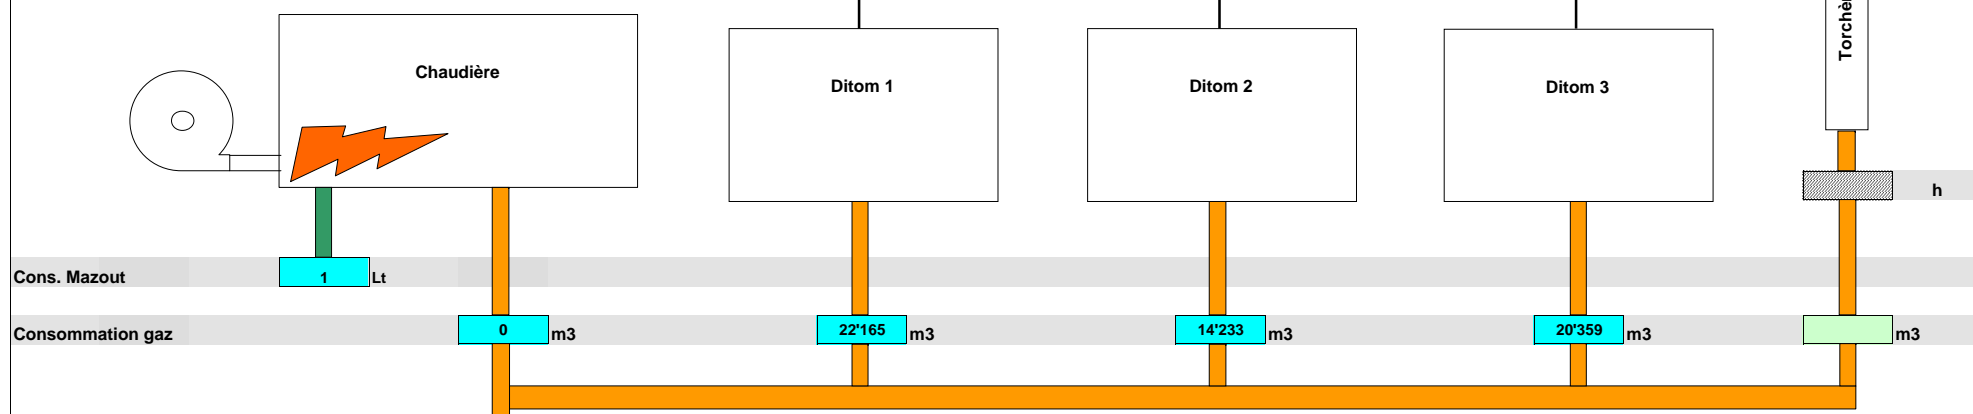 Chaudière
Ditom 1
Ditom 2
Ditom 3
Torchèr
h
Cons. Mazout 1 Lt
Consommation gaz 0 m3 22'165 m3 14'233 m3 20'359 m3 m3